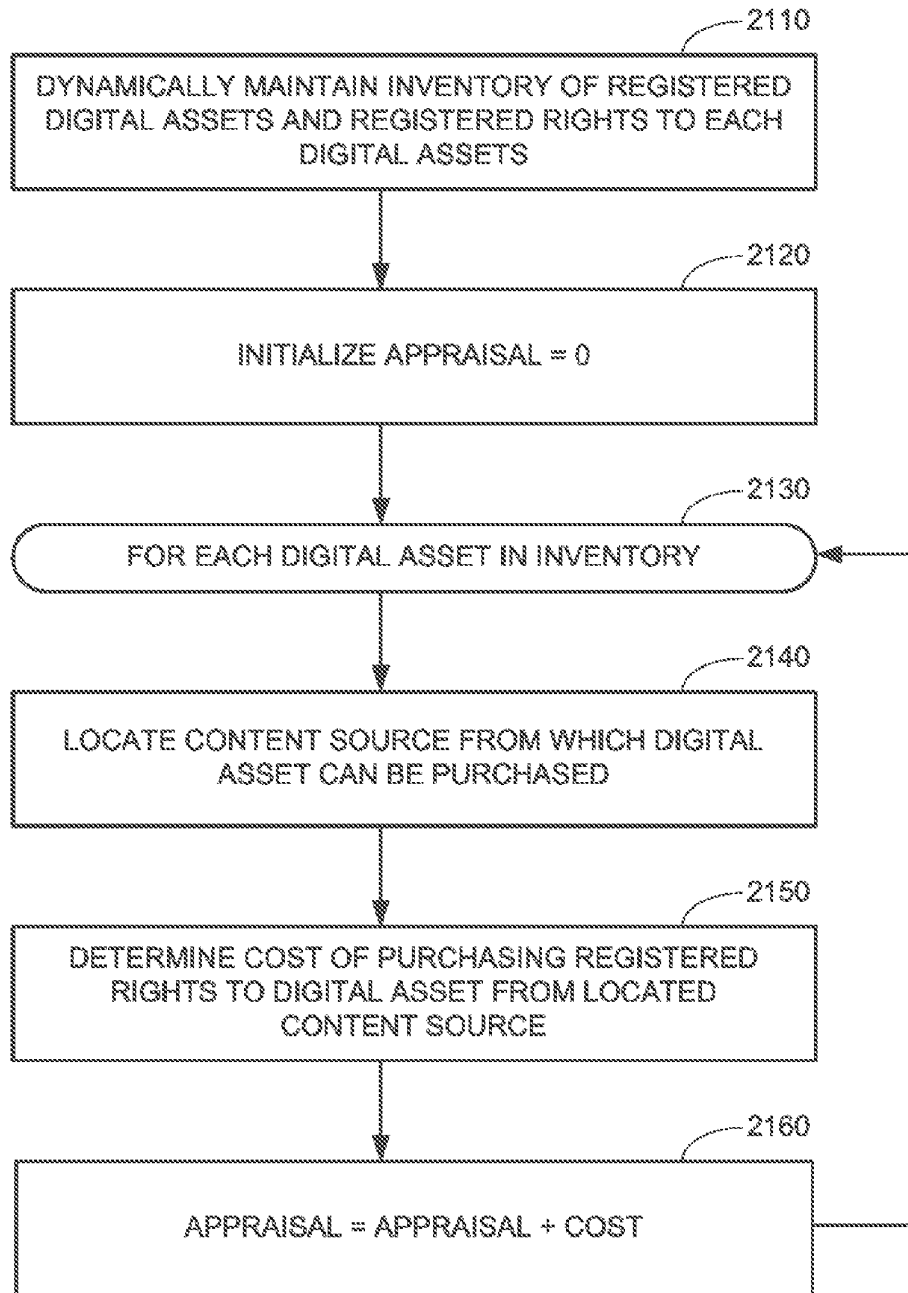 2110
DYNAMICALLY MAINTAIN INVENTORY OF REGISTERED
DIGITAL ASSETS AND REGISTERED RIGHTS TO EACH
DIGITAL ASSETS
2120
INITIALIZE APPRAISAL = 0
2130
FOR EACH DIGITAL ASSET IN INVENTORY
2140
LOCATE CONTENT SOURCE FROM WHICH DIGITAL
ASSET CAN BE PURCHASED
2150
DETERMINE COST OF PURCHASING REGISTERED
RIGHTS TO DIGITAL ASSET FROM LOCATED
CONTENT SOURCE
2160
APPRAISAL = APPRAISAL + COST